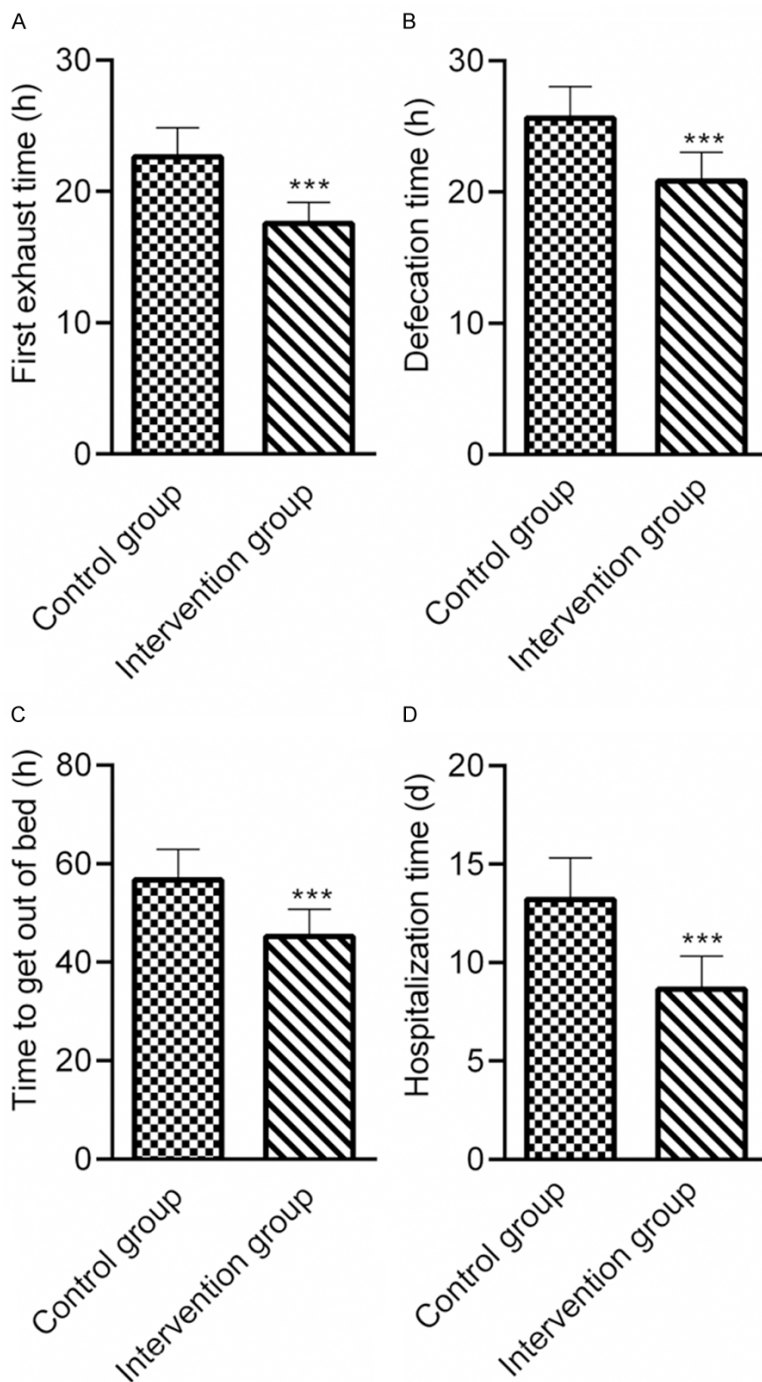 A
First exhaust time (h)
30
20
10
0
***
Control group
Intervention group
B
Defecation time (h)
30
20
10
0
***
Control group
Intervention group
C
Time to get out of bed (h)
80
60
40
20
0
***
Control group
Intervention group
D
Hospitalization time (d)
20
15
10
5
0
***
Control group
Intervention group